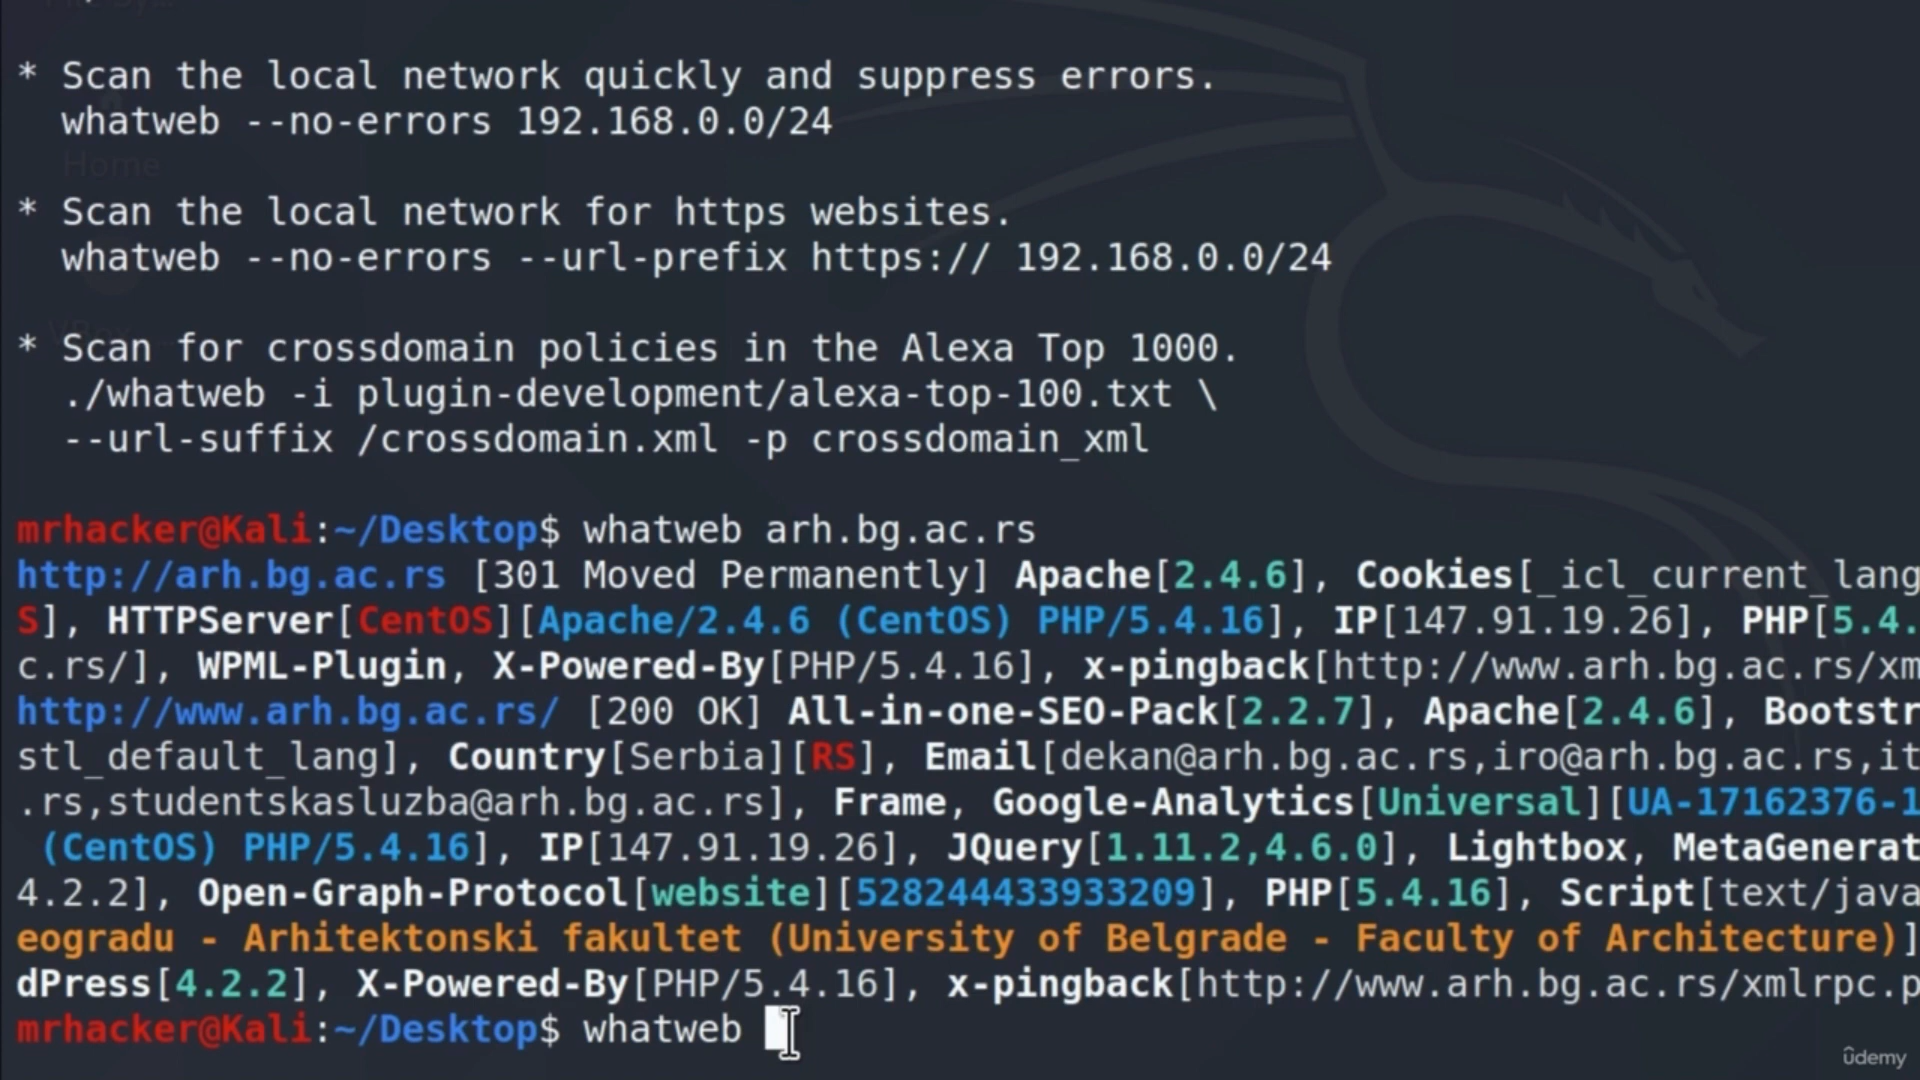 * Scan the local network quickly and suppress errors.
whatweb --no-errors 192.168.0.0/24
Home
* Scan the local network for https websites.
whatweb --no-errors --url-prefix https:// 192.168.0.0/24
* Scan for crossdomain policies in the Alexa Top 1000.
./whatweb -i plugin-development/alexa-top-100.txt \
--url-suffix /crossdomain.xml -p crossdomain_xml
mrhacker@Kali:~/Desktop$ whatweb arh.bg.ac.rs
http://arh.bg.ac.rs [301 Moved Permanently] Apache[2.4.6], Cookies[_icl_current_lang
S], HTTPServer[CentOS][Apache/2.4.6 (CentOS) PHP/5.4.16], IP[147.91.19.26], PHP[5.4.
c.rs/], WPML-Plugin, X-Powered-By[PHP/5.4.16], x-pingback[http://www.arh.bg.ac.rs/xm
http://www.arh.bg.ac.rs/ [200 OK] All-in-one-SEO-Pack[2.2.7], Apache[2.4.6], Bootstr
stl_default_lang], Country[Serbia][RS], Email[dekan@arh.bg.ac.rs,iro@arh.bg.ac.rs,it
.rs,studentskasluzba@arh.bg.ac.rs], Frame, Google-Analytics[Universal][UA-17162376-1
(CentOS) PHP/5.4.16], IP[147.91.19.26], JQuery[1.11.2,4.6.0], Lightbox, MetaGenerat
4.2.2], Open-Graph-Protocol[website][528244433933209], PHP[5.4.16], Script[text/java
eogradu - Arhitektonski fakultet (University of Belgrade - Faculty of Architecture)]
dPress[4.2.2], X-Powered-By[PHP/5.4.16], x-pingback[http://www.arh.bg.ac.rs/xmlrpc.p
mrhacker@Kali:~/Desktop$ whatweb
ûdemy